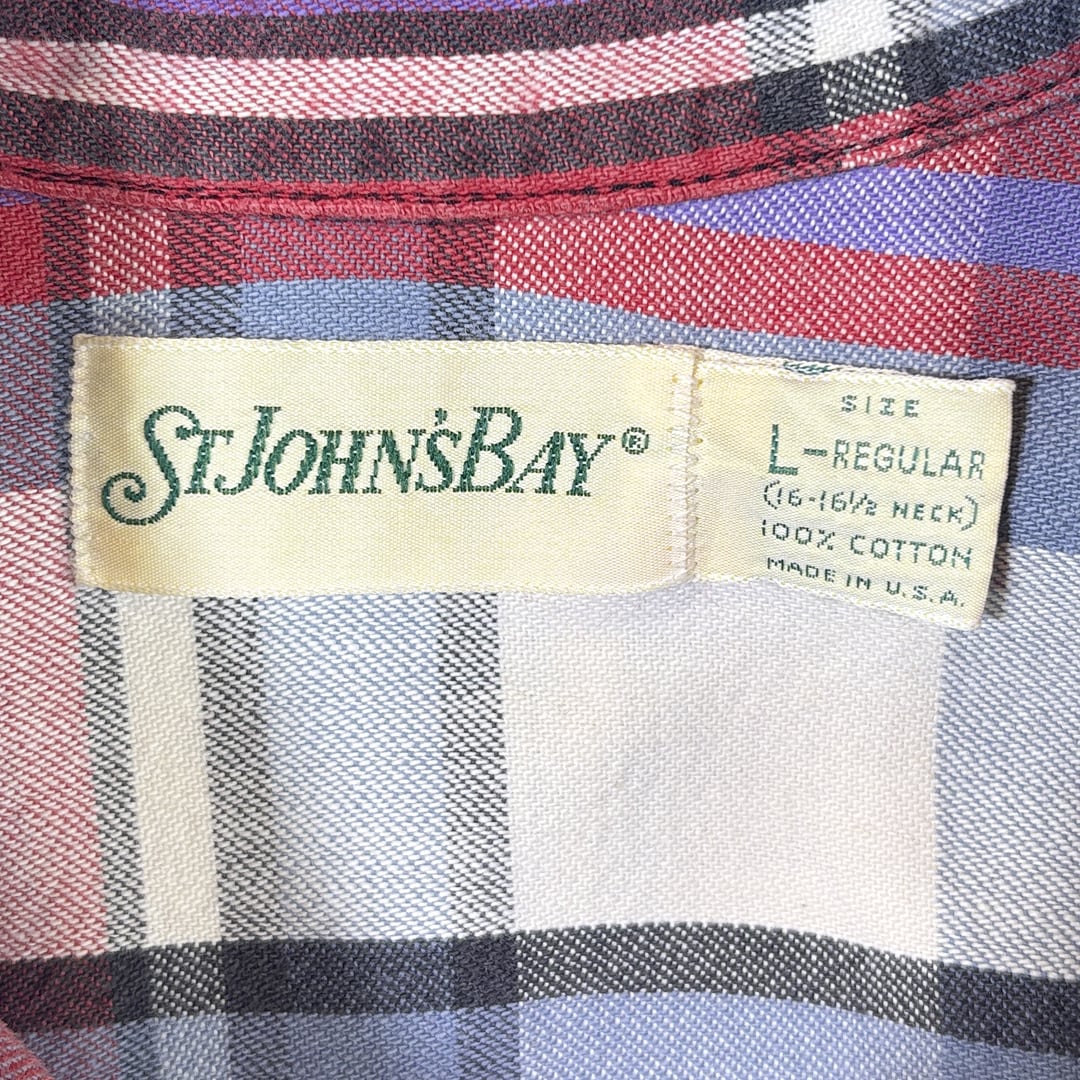 ST JOHN'S BAY®
SIZE
L-REGULAR
(16-16½ NECK)
100% COTTON
MADE IN U.S.A.